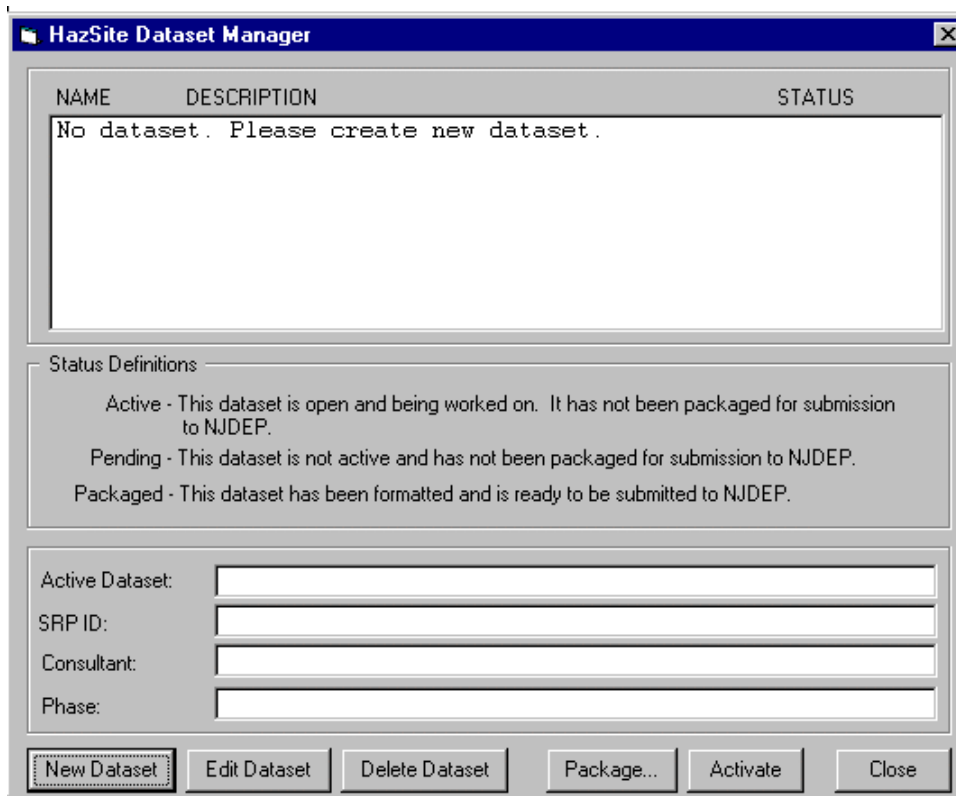 HazSite Dataset Manager
NAME DESCRIPTION STATUS
No dataset. Please create new dataset.
Status Definitions
Active - This dataset is open and being worked on. It has not been packaged for submission
to NJDEP.
Pending - This dataset is not active and has not been packaged for submission to NJDEP.
Packaged - This dataset has been formatted and is ready to be submitted to NJDEP.
Active Dataset:
SRP ID:
Consultant:
Phase:
New Dataset Edit Dataset Delete Dataset Package... Activate Close